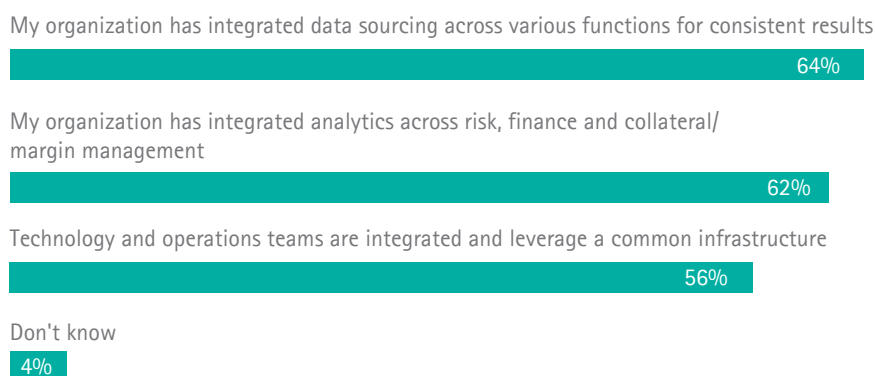 My organization has integrated data sourcing across various functions for consistent results
64%
My organization has integrated analytics across risk, finance and collateral/
margin management
62%
Technology and operations teams are integrated and leverage a common infrastructure
56%
Don't know
4%